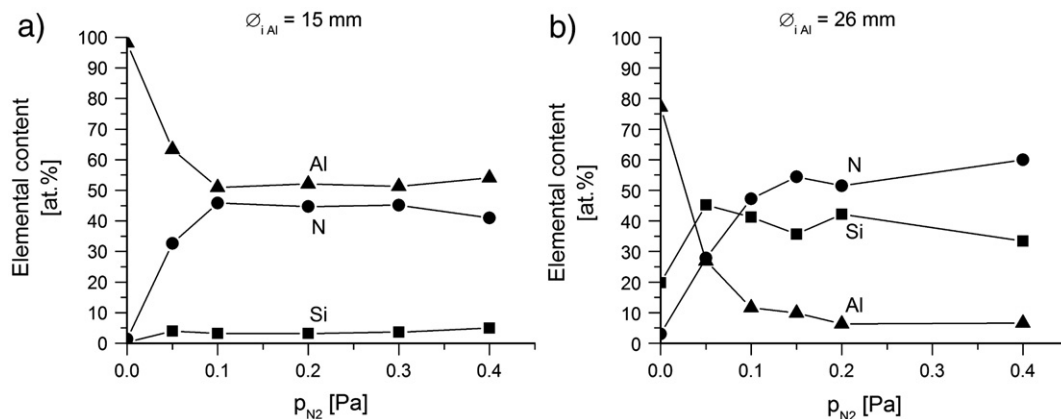 a)
∅i Al = 15 mm
Elemental content
[at.%]
100
90
80
70
60
50
40
30
20
10
0
Al
N
Si
0.0 0.1 0.2 0.3 0.4
pN2 [Pa]
b)
∅i Al = 26 mm
Elemental content
[at.%]
100
90
80
70
60
50
40
30
20
10
0
N
Si
Al
0.0 0.1 0.2 0.3 0.4
pN2 [Pa]